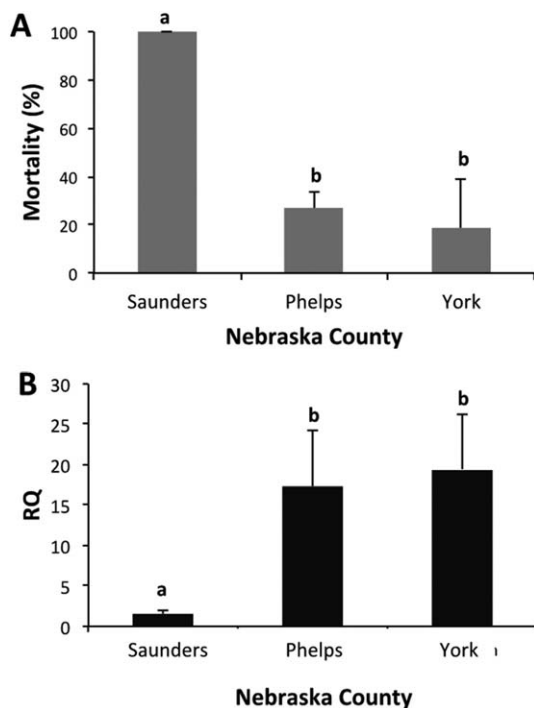 A
a
100
80
60
40
20
0
Mortality (%)
b
b
Saunders Phelps York
Nebraska County
B
30
25
20
15
10
5
0
RQ
a
b
b
Saunders Phelps York
Nebraska County